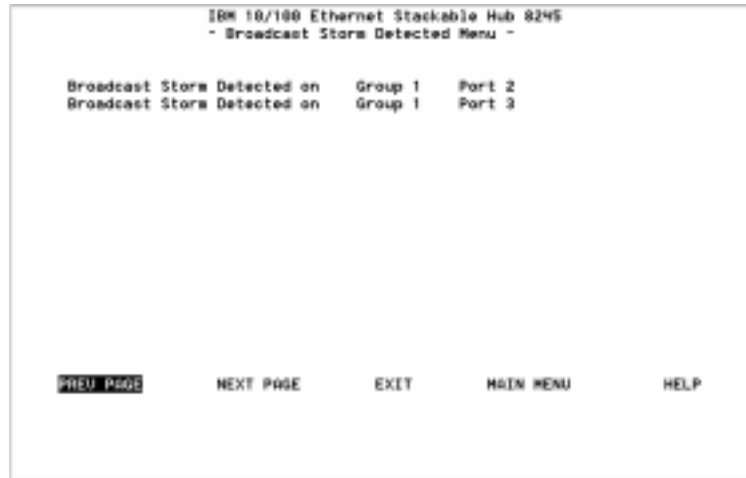 IBM 10/100 Ethernet Stackable Hub 8245
- Broadcast Storm Detected Menu -
Broadcast Storm Detected on Group 1 Port 2
Broadcast Storm Detected on Group 1 Port 3
PREV PAGE NEXT PAGE EXIT MAIN MENU HELP